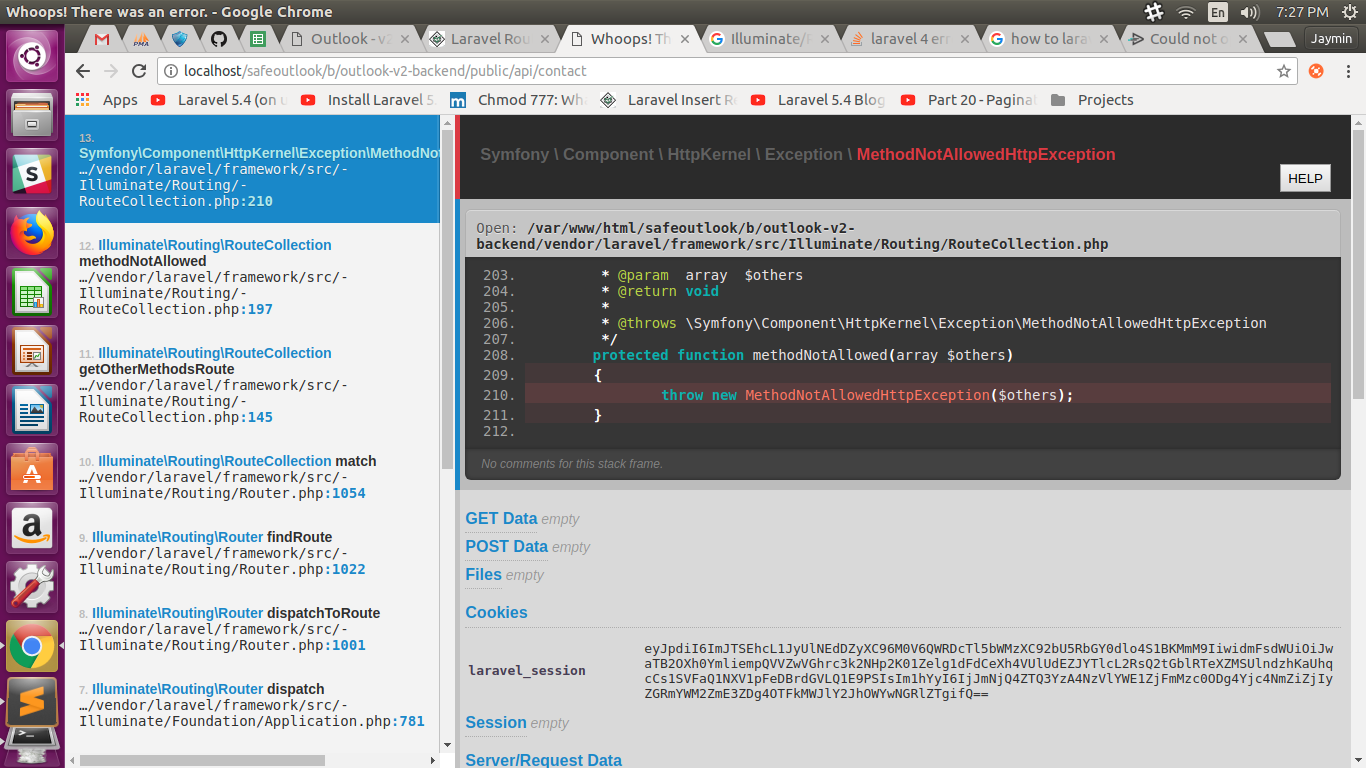 Whoops! There was an error. - Google Chrome
En
7:27 PM
PMA
Outlook - v2
Laravel Rou
Whoops! Th
Illuminate/R
laravel 4 err
how to lara
Could not o
Jaymin
localhost/safeoutlook/b/outlook-v2-backend/public/api/contact
Apps
Laravel 5.4 (on u
Install Laravel 5.
Chmod 777: Wh
Laravel Insert Re
Laravel 5.4 Blog
Part 20 - Paginal
Projects
13.
Symfony\Component\HttpKernel\Exception\MethodNot
…/vendor/laravel/framework/src/-
Illuminate/Routing/-
RouteCollection.php:210
12. Illuminate\Routing\RouteCollection
methodNotAllowed
…/vendor/laravel/framework/src/-
Illuminate/Routing/-
RouteCollection.php:197
11. Illuminate\Routing\RouteCollection
getOtherMethodsRoute
…/vendor/laravel/framework/src/-
Illuminate/Routing/-
RouteCollection.php:145
10. Illuminate\Routing\RouteCollection match
…/vendor/laravel/framework/src/-
Illuminate/Routing/Router.php:1054
9. Illuminate\Routing\Router findRoute
…/vendor/laravel/framework/src/-
Illuminate/Routing/Router.php:1022
8. Illuminate\Routing\Router dispatchToRoute
…/vendor/laravel/framework/src/-
Illuminate/Routing/Router.php:1001
7. Illuminate\Routing\Router dispatch
…/vendor/laravel/framework/src/-
Illuminate/Foundation/Application.php:781
Symfony \ Component \ HttpKernel \ Exception \ MethodNotAllowedHttpException
HELP
Open: /var/www/html/safeoutlook/b/outlook-v2-
backend/vendor/laravel/framework/src/Illuminate/Routing/RouteCollection.php
203. * @param array $others
204. * @return void
205. *
206. * @throws \Symfony\Component\HttpKernel\Exception\MethodNotAllowedHttpException
207. */
208. protected function methodNotAllowed(array $others)
209. {
210. throw new MethodNotAllowedHttpException($others);
211. }
212.
No comments for this stack frame.
GET Data empty
POST Data empty
Files empty
Cookies
laravel_session
Session empty
Server/Request Data